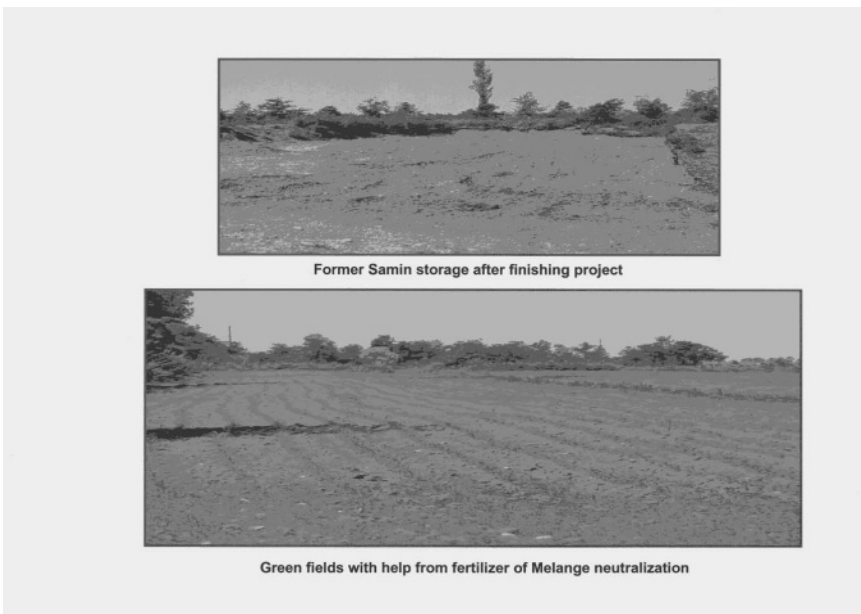 Former Samin storage after finishing project
Green fields with help from fertilizer of Melange neutralization